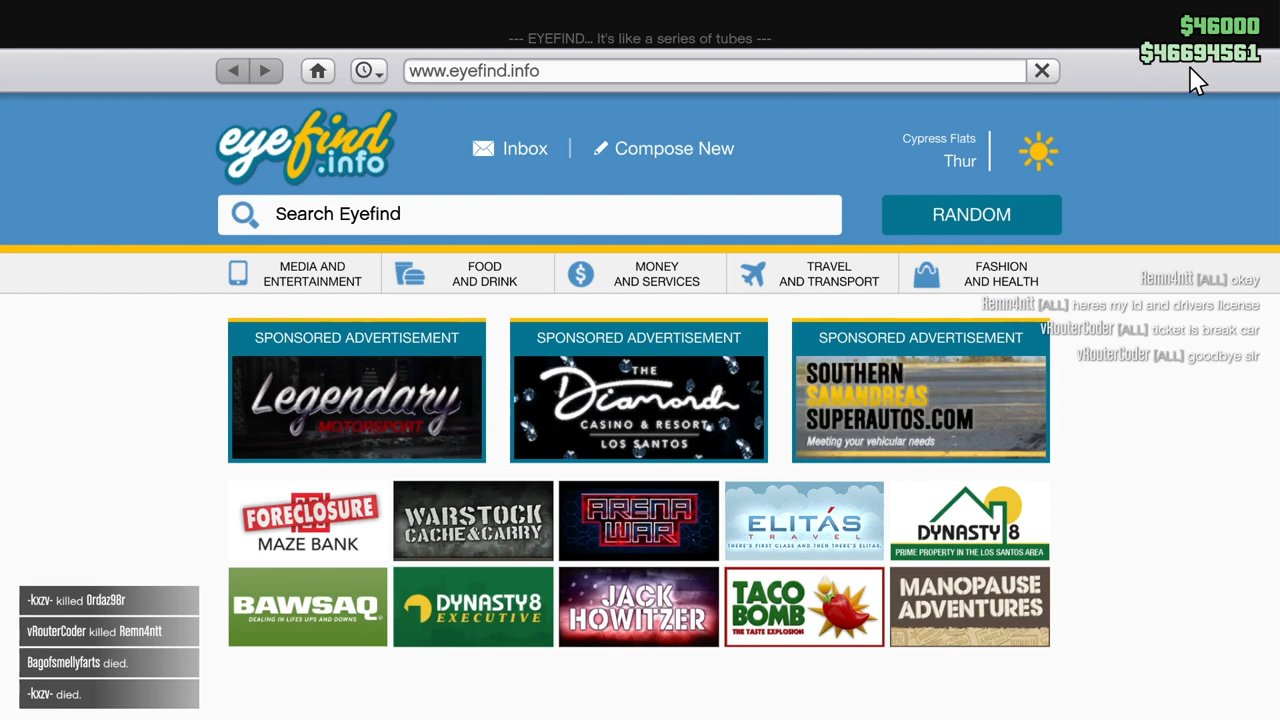 --- EYEFIND... It's like a series of tubes ---
$46000
$46694561
www.eyefind.info
eyefind
.info
Inbox
Compose New
Cypress Flats
Thur
Search Eyefind
RANDOM
MEDIA AND
ENTERTAINMENT
FOOD
AND DRINK
MONEY
AND SERVICES
TRAVEL
AND TRANSPORT
FASHION
AND HEALTH
Remn4ntt [ALL] okay
Remn4ntt [ALL] heres my id and drivers license
vRouterCoder [ALL] ticket is break car
vRouterCoder [ALL] goodbye sir
SPONSORED ADVERTISEMENT
Legendary
MOTORSPORT
SPONSORED ADVERTISEMENT
THE
Diamond
CASINO & RESORT
LOS SANTOS
SPONSORED ADVERTISEMENT
SOUTHERN
SANANDREAS
SUPERAUTOS.COM
Meeting your vehicular needs
FORECLOSURE
MAZE BANK
WARSTOCK
CACHE & CARRY
ARENA
WAR
ELITÁS
TRAVEL
THERE'S FIRST CLASS AND THEN THERE'S ELITAS.
DYNASTY 8
PRIME PROPERTY IN THE LOS SANTOS AREA
BAWSAQ
DEALING IN LIFES UPS AND DOWNS
DYNASTY 8
EXECUTIVE
JACK
HOWITZER
TACO
BOMB
THE TASTE EXPLOSION
MANOPAUSE
ADVENTURES
-kxzv- killed Ordaz98r
vRouterCoder killed Remn4ntt
Bagofsmellyfarts died.
-kxzv- died.